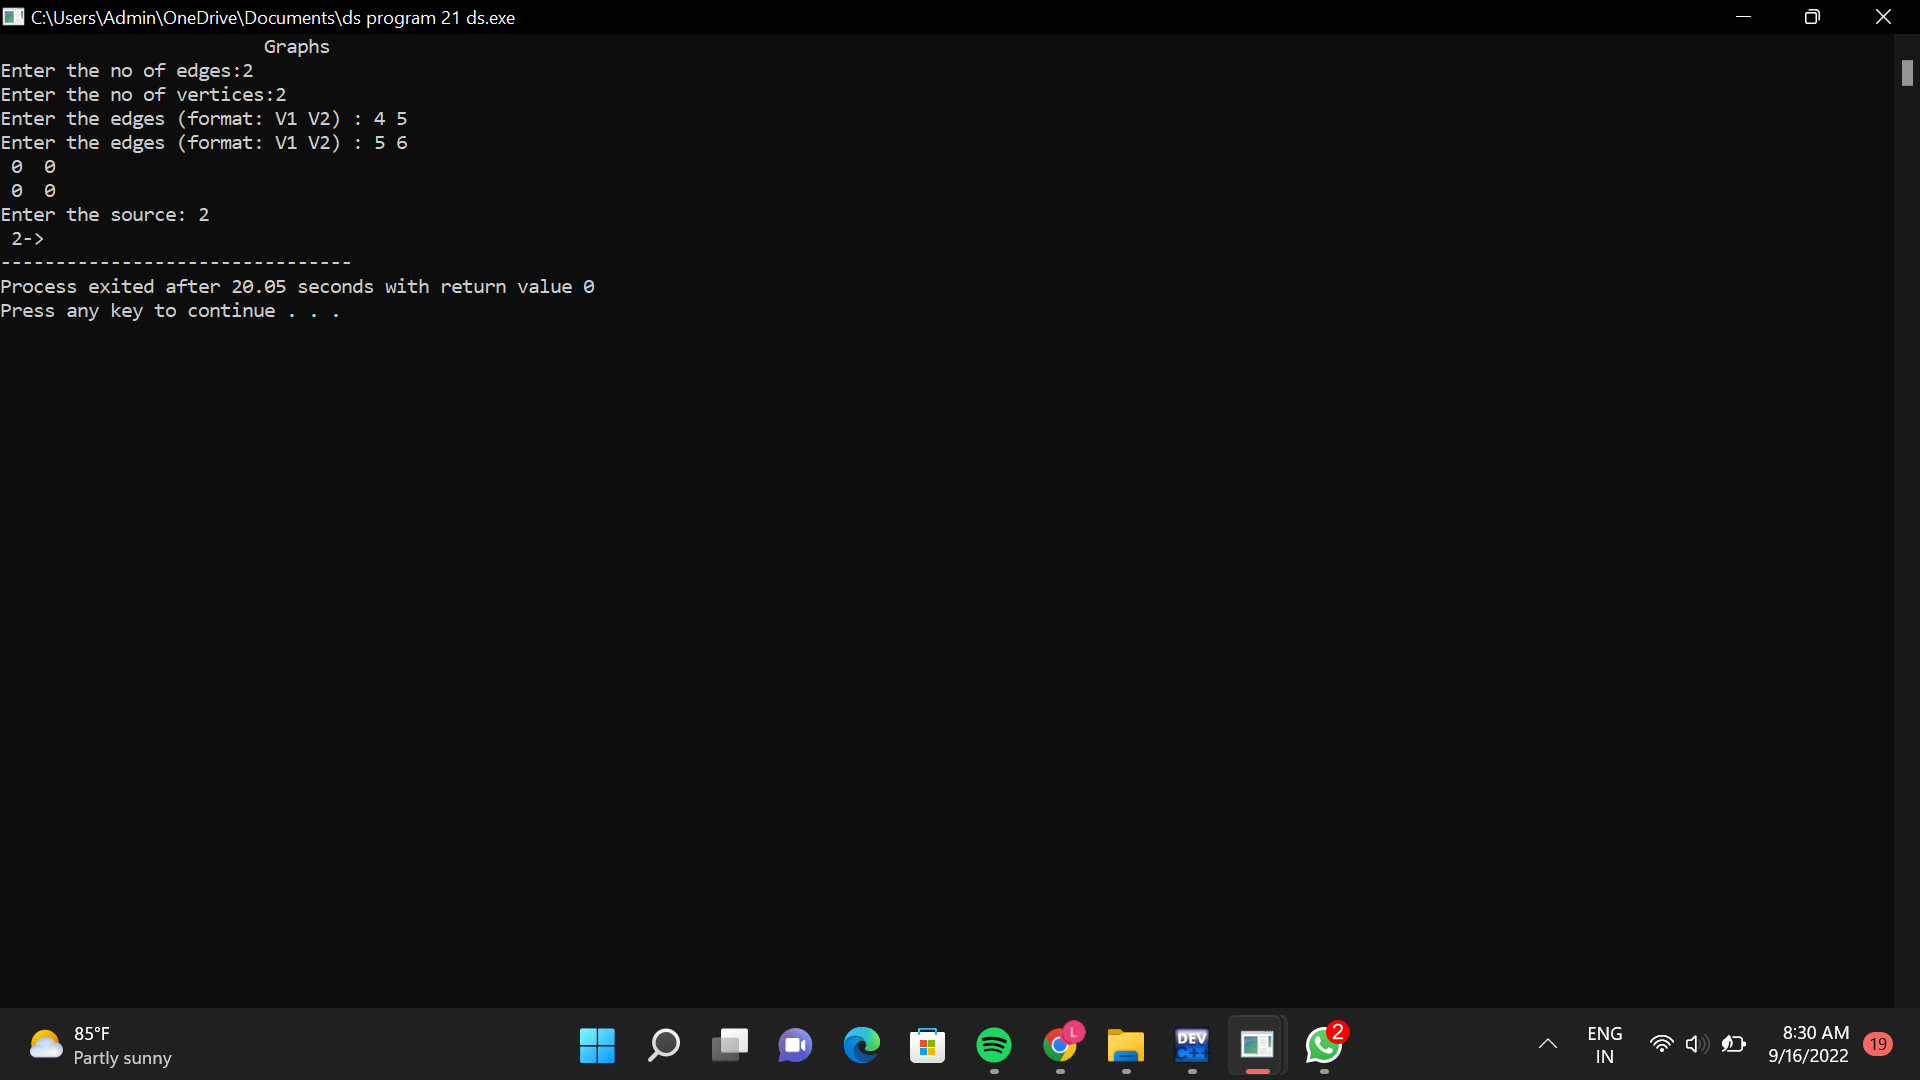 C:\Users\Admin\OneDrive\Documents\ds program 21 ds.exe
Graphs
Enter the no of edges:2
Enter the no of vertices:2
Enter the edges (format: V1 V2) : 4 5
Enter the edges (format: V1 V2) : 5 6
0 0
0 0
Enter the source: 2
2->
--------------------------------
Process exited after 20.05 seconds with return value 0
Press any key to continue . . .
85°F
Partly sunny
L
DEV
C++
2
ENG
IN
8:30 AM
9/16/2022
19